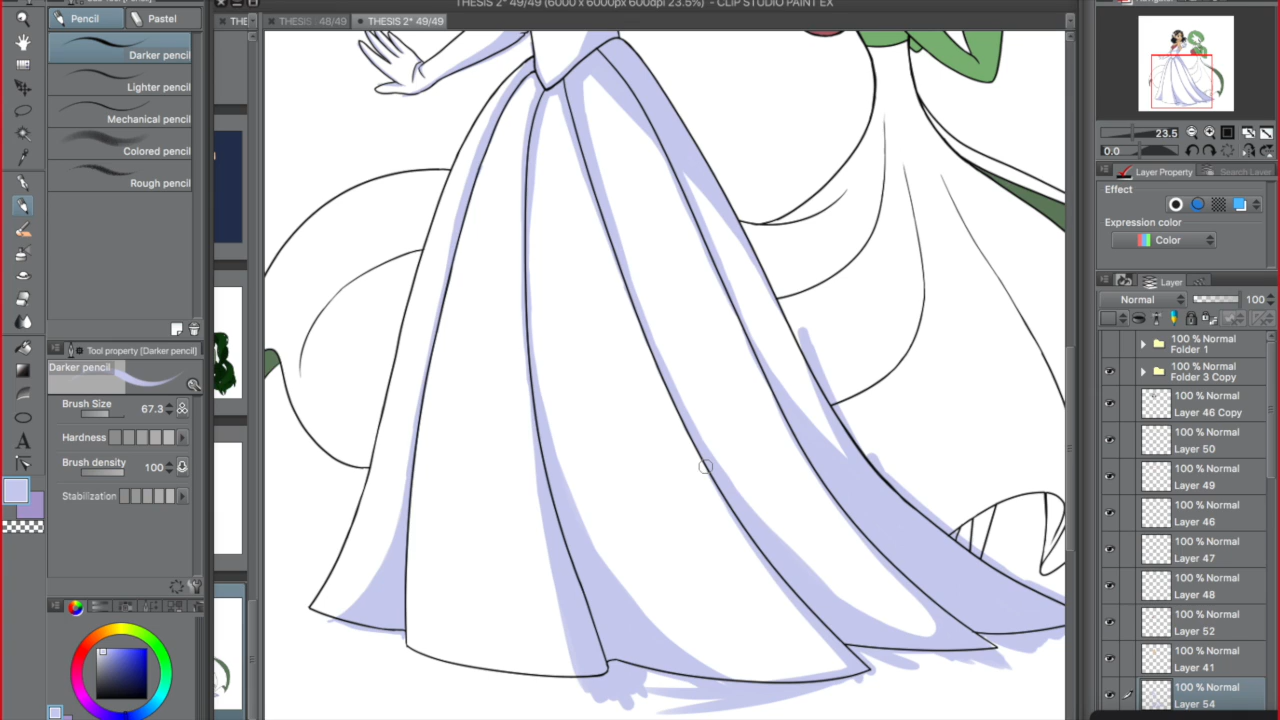 THESIS 2* 49/49 (6000 x 6000px 600dpi 23.5%) - CLIP STUDIO PAINT EX
Pencil
Pastel
THE
THESIS 48/49
THESIS 2* 49/49
Darker pencil
Lighter pencil
Mechanical pencil
Colored pencil
Rough pencil
Tool property [Darker pencil]
Darker pencil
Brush Size 67.3
Hardness
Brush density 100
Stabilization
23.5
0.0
Layer Property
Search Layer
Effect
Expression color
Color
Layer
Normal 100
100 % Normal
Folder 1
100 % Normal
Folder 3 Copy
100 % Normal
Layer 46 Copy
100 % Normal
Layer 50
100 % Normal
Layer 49
100 % Normal
Layer 46
100 % Normal
Layer 47
100 % Normal
Layer 48
100 % Normal
Layer 52
100 % Normal
Layer 41
100 % Normal
Layer 54